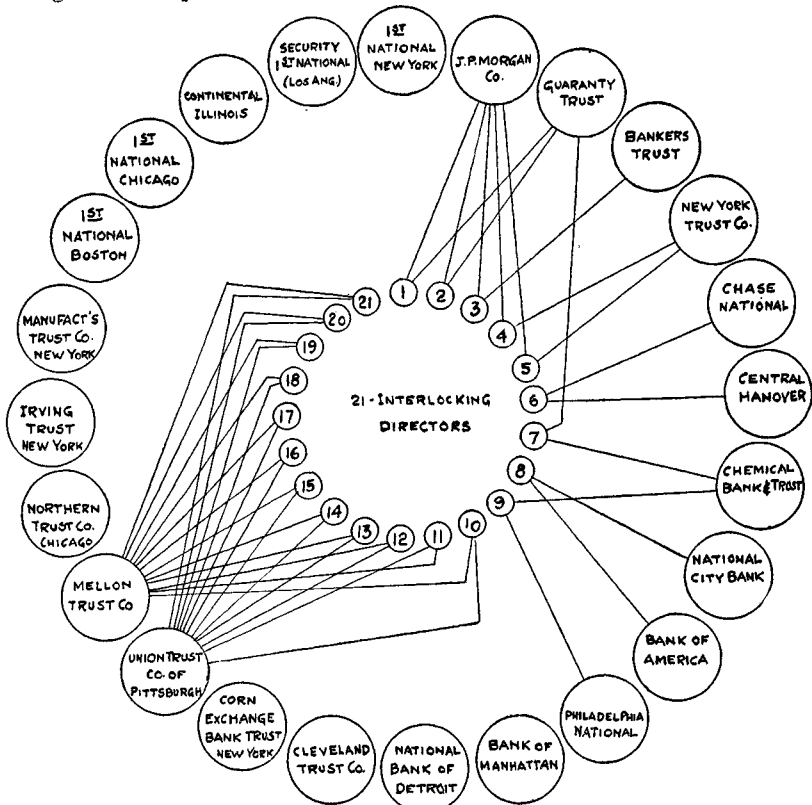 1ST
NATIONAL
NEW YORK
J.P. MORGAN
Co.
GUARANTY
TRUST
BANKERS
TRUST
NEW YORK
TRUST Co.
CHASE
NATIONAL
CENTRAL
HANOVER
CHEMICAL
BANK & TRUST
NATIONAL
CITY BANK
BANK OF
AMERICA
PHILADELPHIA
NATIONAL
BANK OF
MANHATTAN
NATIONAL
BANK OF
DETROIT
CLEVELAND
TRUST Co.
CORN
EXCHANGE
BANK TRUST
NEW YORK
UNION TRUST
CO. OF
PITTSBURGH
MELLON
TRUST Co
NORTHERN
TRUST Co.
CHICAGO
IRVING
TRUST
NEW YORK
MANUFACT'S
TRUST Co.
NEW YORK
1ST
NATIONAL
BOSTON
1ST
NATIONAL
CHICAGO
CONTINENTAL
ILLINOIS
SECURITY
1ST NATIONAL
(LOS ANG.)
1
2
3
4
5
6
7
8
9
10
11
12
13
14
15
16
17
18
19
20
21
21-INTERLOCKING
DIRECTORS